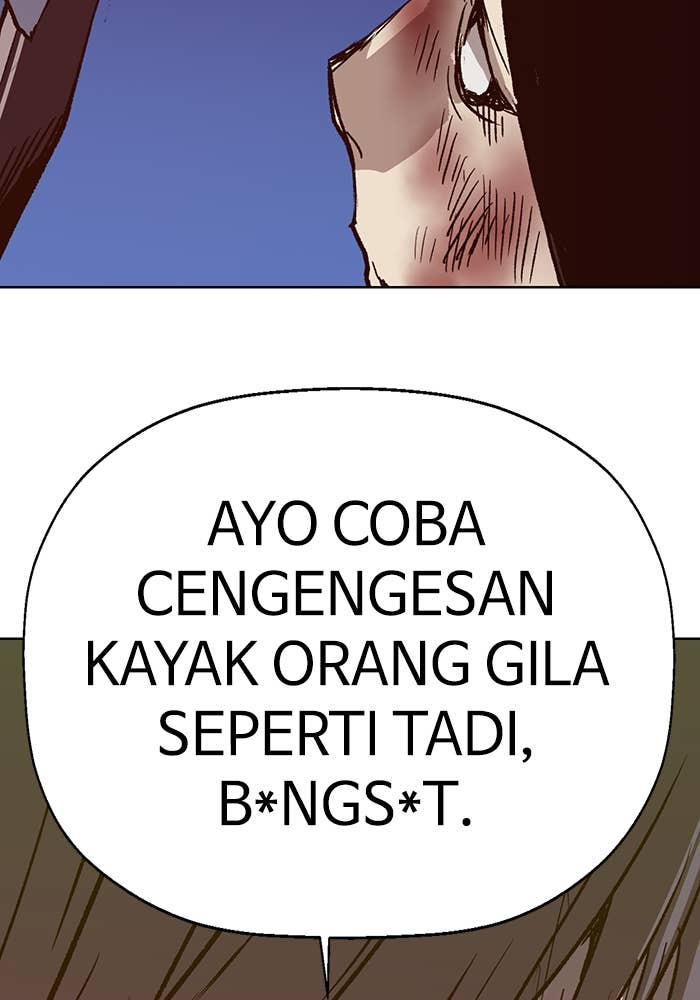 AYO COBA
CENGENGESAN
KAYAK ORANG GILA
SEPERTI TADI,
B*NGS*T.